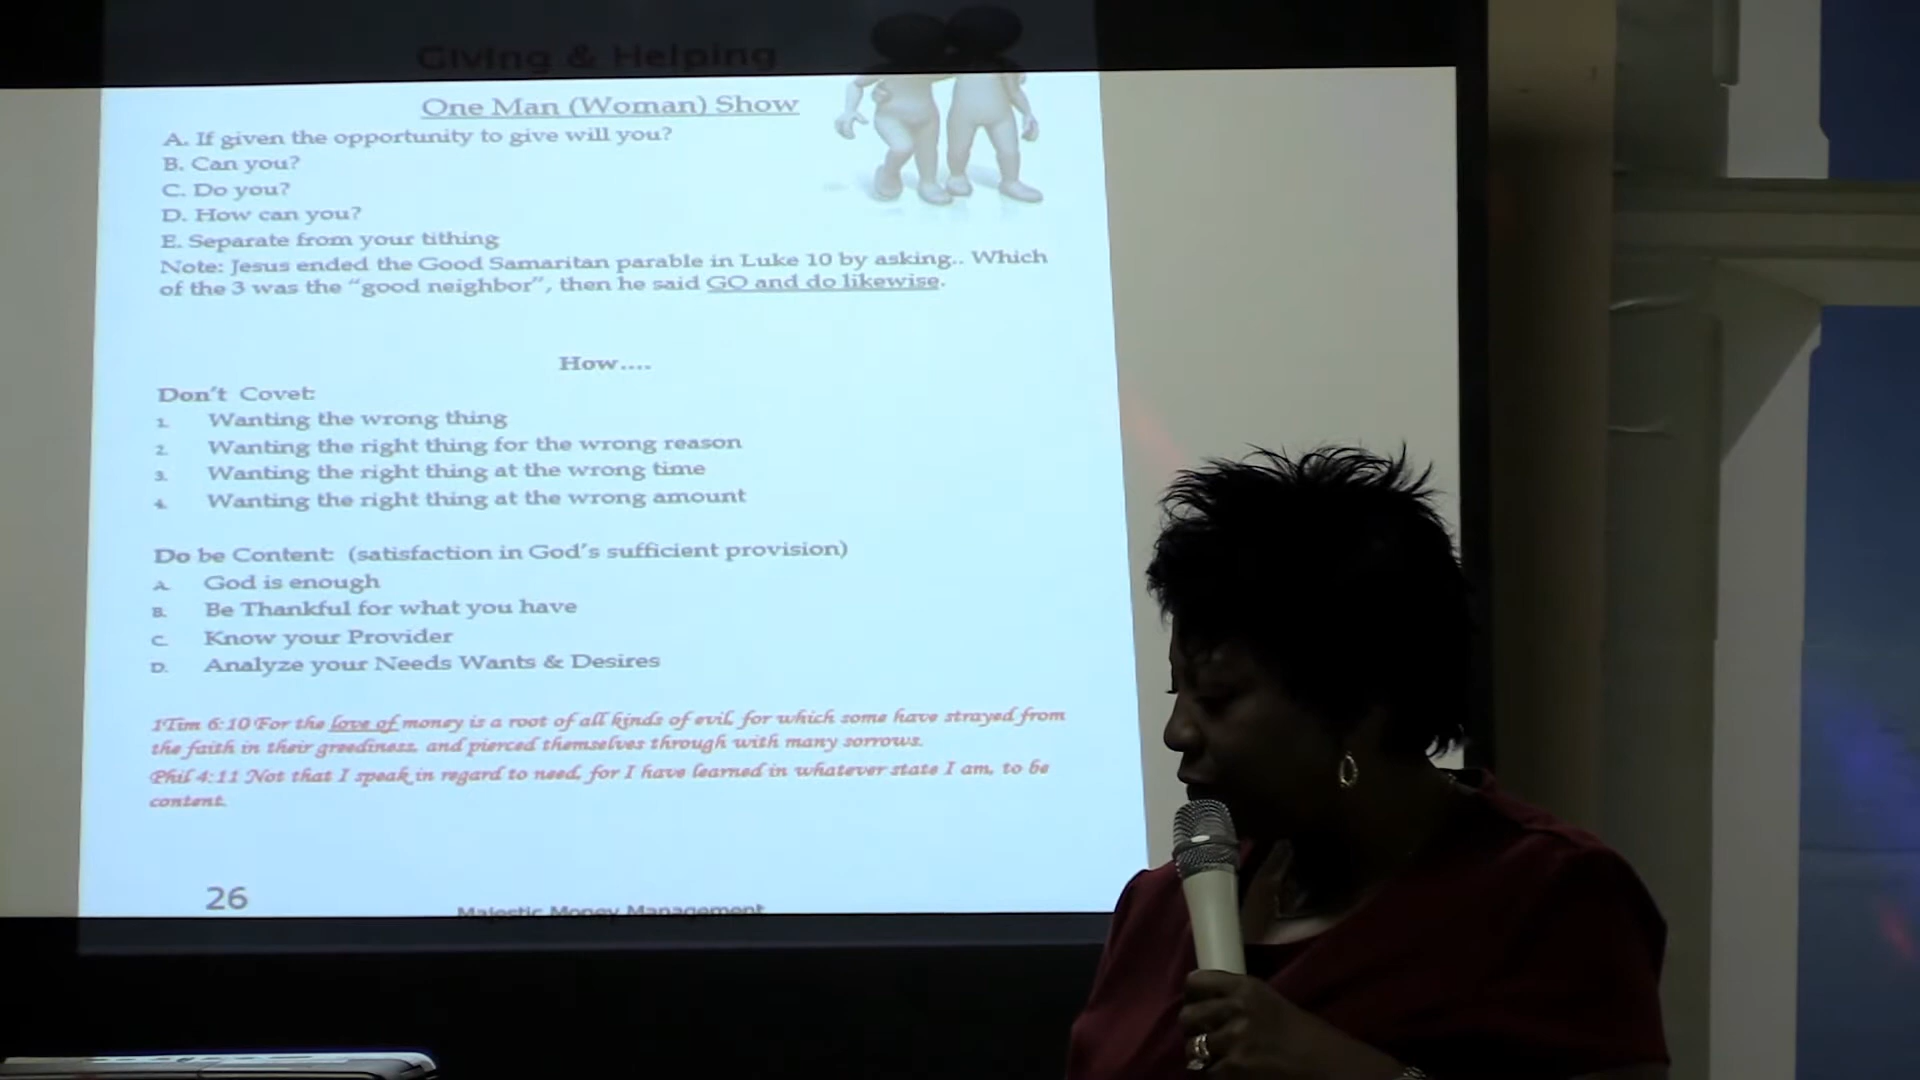 Giving & Helping
One Man (Woman) Show
A. If given the opportunity to give will you?
B. Can you?
C. Do you?
D. How can you?
E. Separate from your tithing
Note: Jesus ended the Good Samaritan parable in Luke 10 by asking.. Which
of the 3 was the “good neighbor”, then he said GO and do likewise.
How....
Don't Covet:
1. Wanting the wrong thing
2. Wanting the right thing for the wrong reason
3. Wanting the right thing at the wrong time
4. Wanting the right thing at the wrong amount
Do be Content: (satisfaction in God's sufficient provision)
A. God is enough
B. Be Thankful for what you have
C. Know your Provider
D. Analyze your Needs Wants & Desires
1Tim 6:10 For the love of money is a root of all kinds of evil, for which some have strayed from
the faith in their greediness, and pierced themselves through with many sorrows.
Phil 4:11 Not that I speak in regard to need, for I have learned in whatever state I am, to be
content.
26
Majestic Money Management